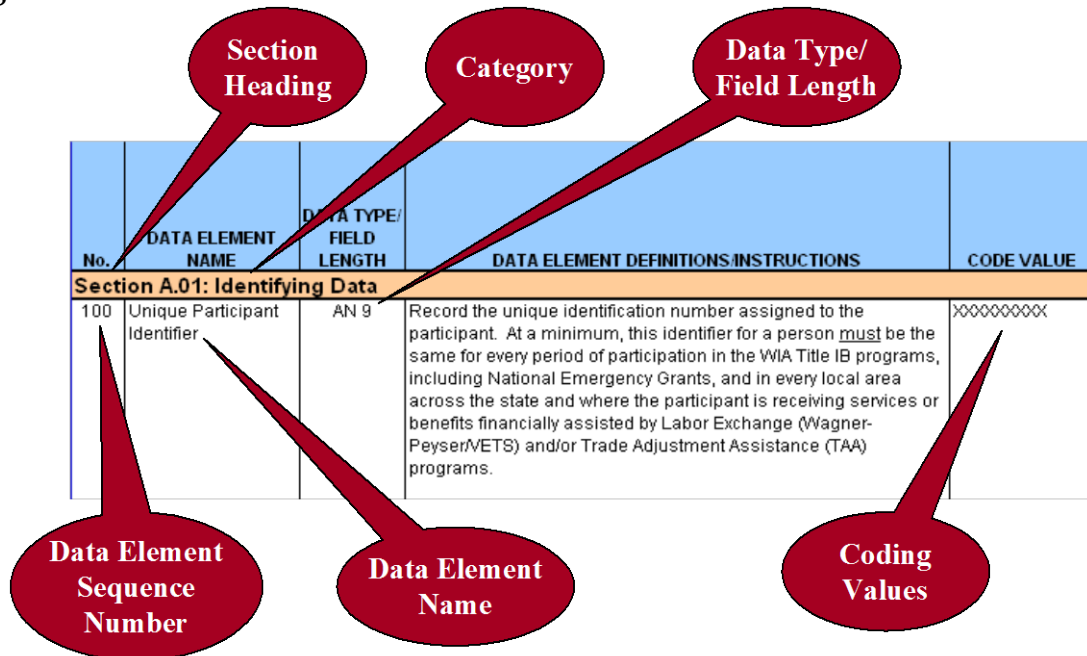 Section
Heading
Category
Data Type/
Field Length
No.
DATA ELEMENT
NAME
DATA TYPE/
FIELD
LENGTH
DATA ELEMENT DEFINITIONS/INSTRUCTIONS
CODE VALUE
Section A.01: Identifying Data
100
Unique Participant
Identifier
AN 9
Record the unique identification number assigned to the
participant. At a minimum, this identifier for a person must be the
same for every period of participation in the WIA Title IB programs,
including National Emergency Grants, and in every local area
across the state and where the participant is receiving services or
benefits financially assisted by Labor Exchange (Wagner-
Peyser/VETS) and/or Trade Adjustment Assistance (TAA)
programs.
XXXXXXXXX
Data Element
Sequence
Number
Data Element
Name
Coding
Values